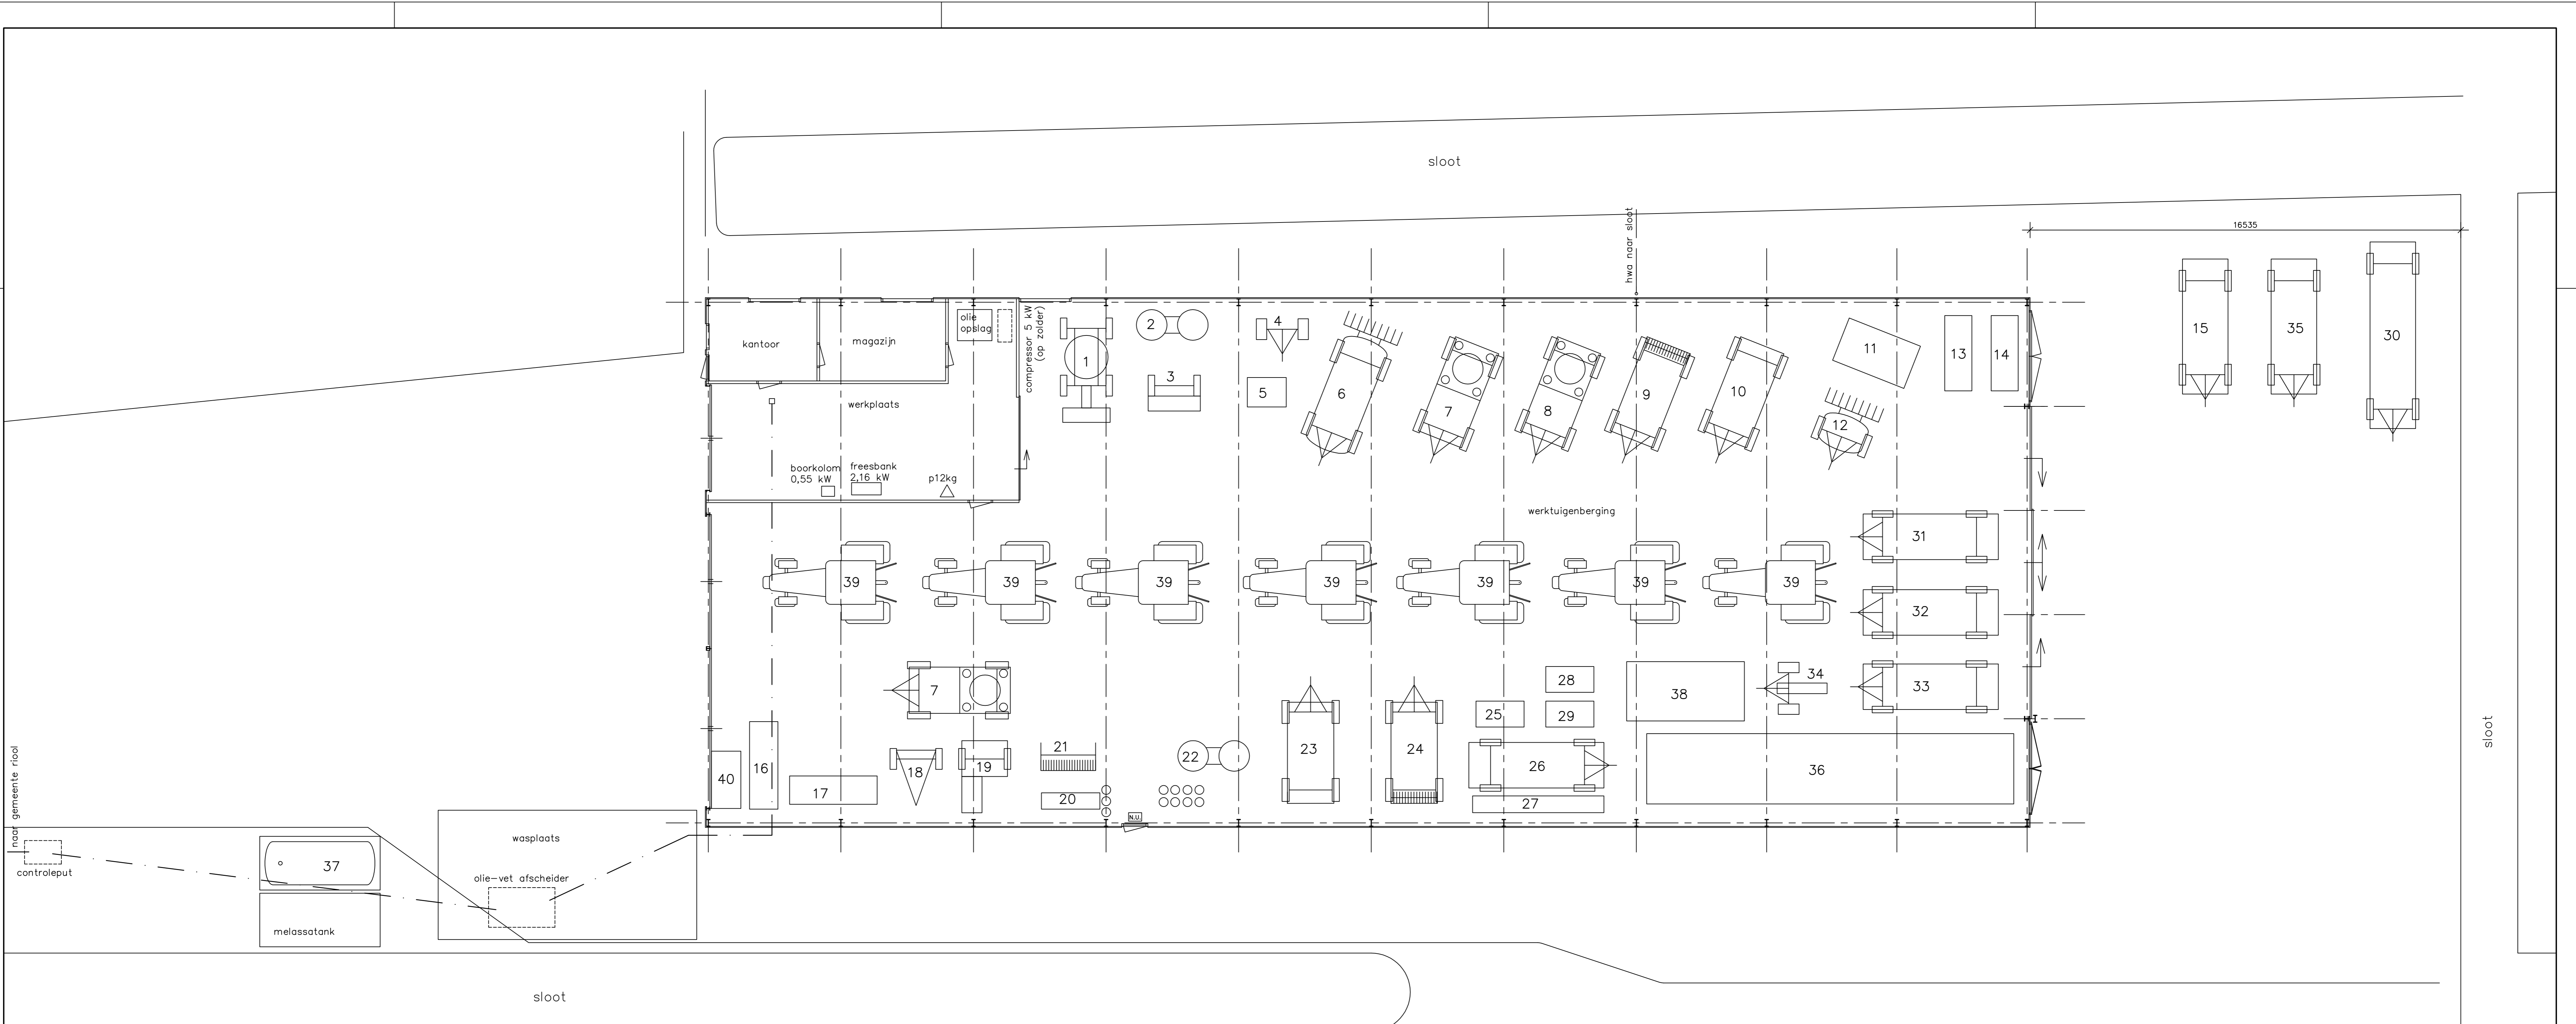 sloot
hwa naar sloot
16535
kantoor
magazijn
olie
opslag
compressor 5 kW
(op zolder)
1
2
3
4
5
6
7
8
9
10
11
12
13
14
15
35
30
werkplaats
boorkolom
0,55 kW
freesbank
2,16 kW
p12kg
werktuigenberging
39
39
39
39
39
39
39
31
32
33
7
40
16
17
18
19
20
21
22
N.U.
23
24
25
26
27
28
29
38
34
36
sloot
naar gemeente riool
controleput
37
melassatank
wasplaats
olie-vet afscheider
sloot